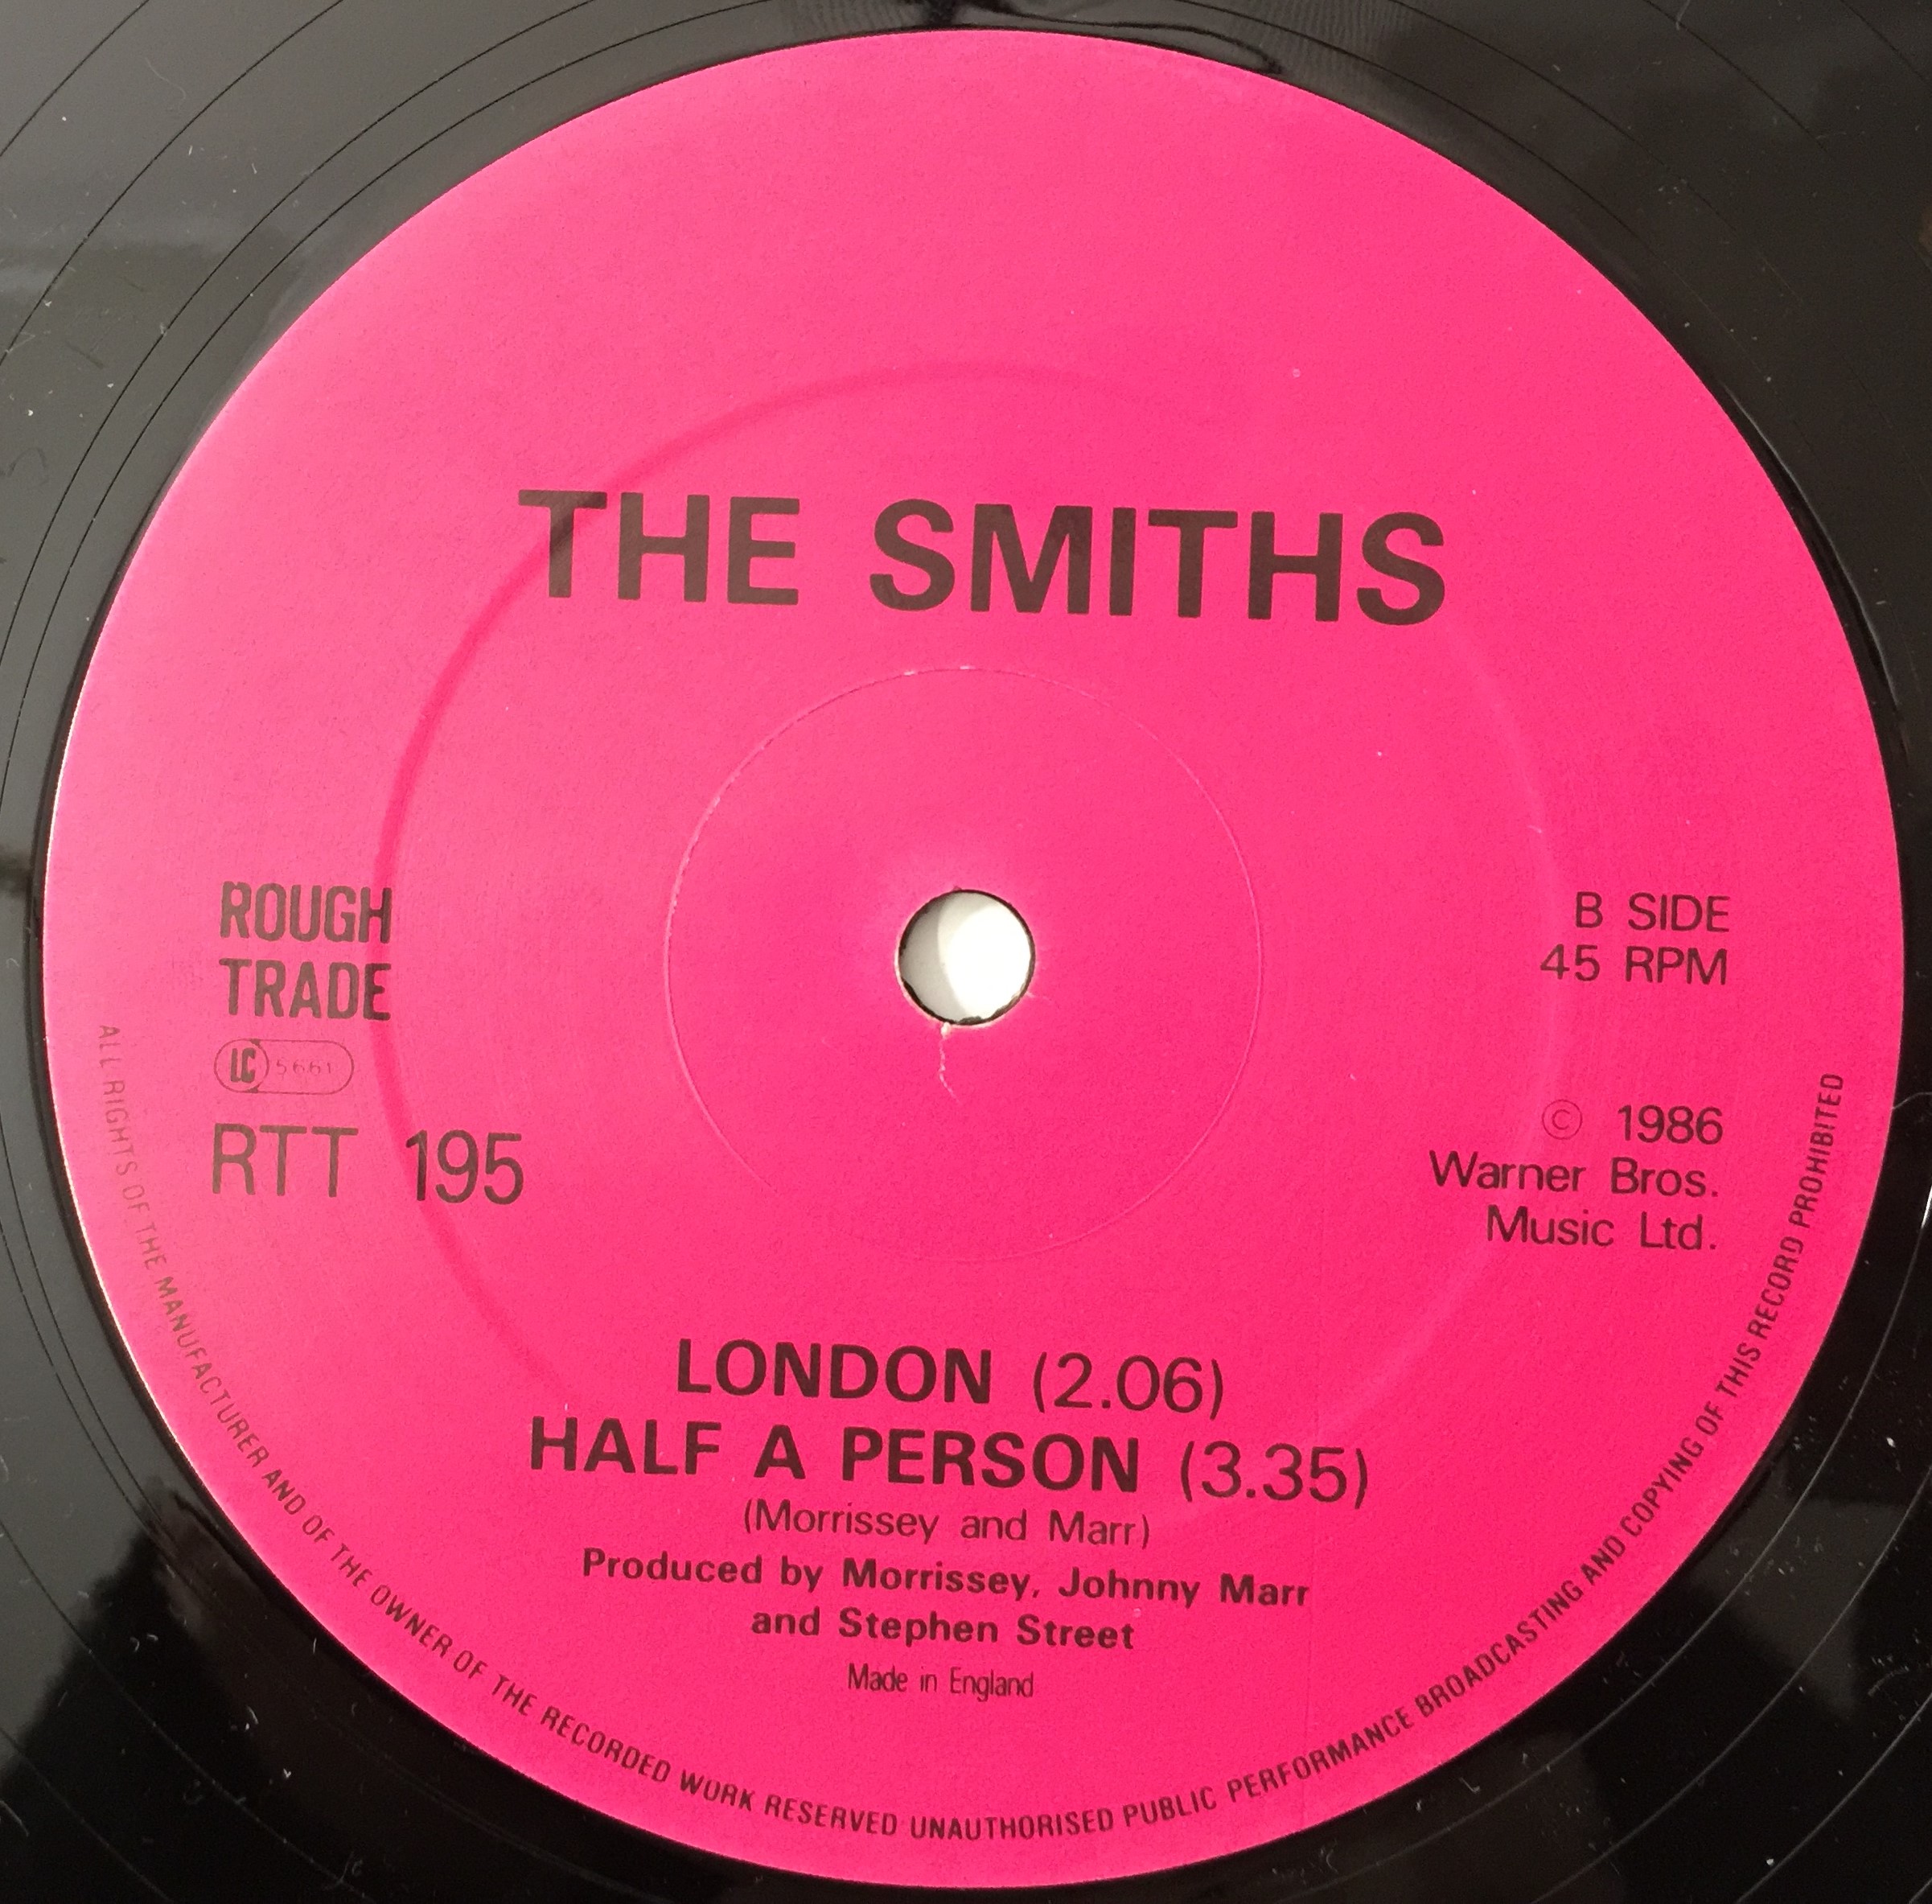 THE SMITHS
ROUGH
TRADE
LC 5661
RTT 195
B SIDE
45 RPM
© 1986
Warner Bros.
Music Ltd.
LONDON (2.06)
HALF A PERSON (3.35)
(Morrissey and Marr)
Produced by Morrissey, Johnny Marr
and Stephen Street
Made in England
ALL RIGHTS OF THE MANUFACTURER AND OF THE OWNER OF THE RECORDED WORK RESERVED UNAUTHORISED PUBLIC PERFORMANCE BROADCASTING AND COPYING OF THIS RECORD PROHIBITED